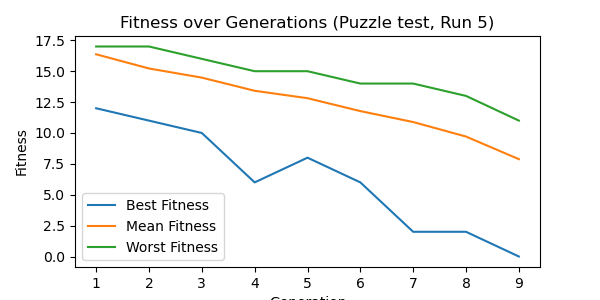 Fitness over Generations (Puzzle test, Run 5)
17.5
15.0
12.5
10.0
7.5
5.0
2.5
0.0
Fitness
Best Fitness
Mean Fitness
Worst Fitness
1 2 3 4 5 6 7 8 9
Generation